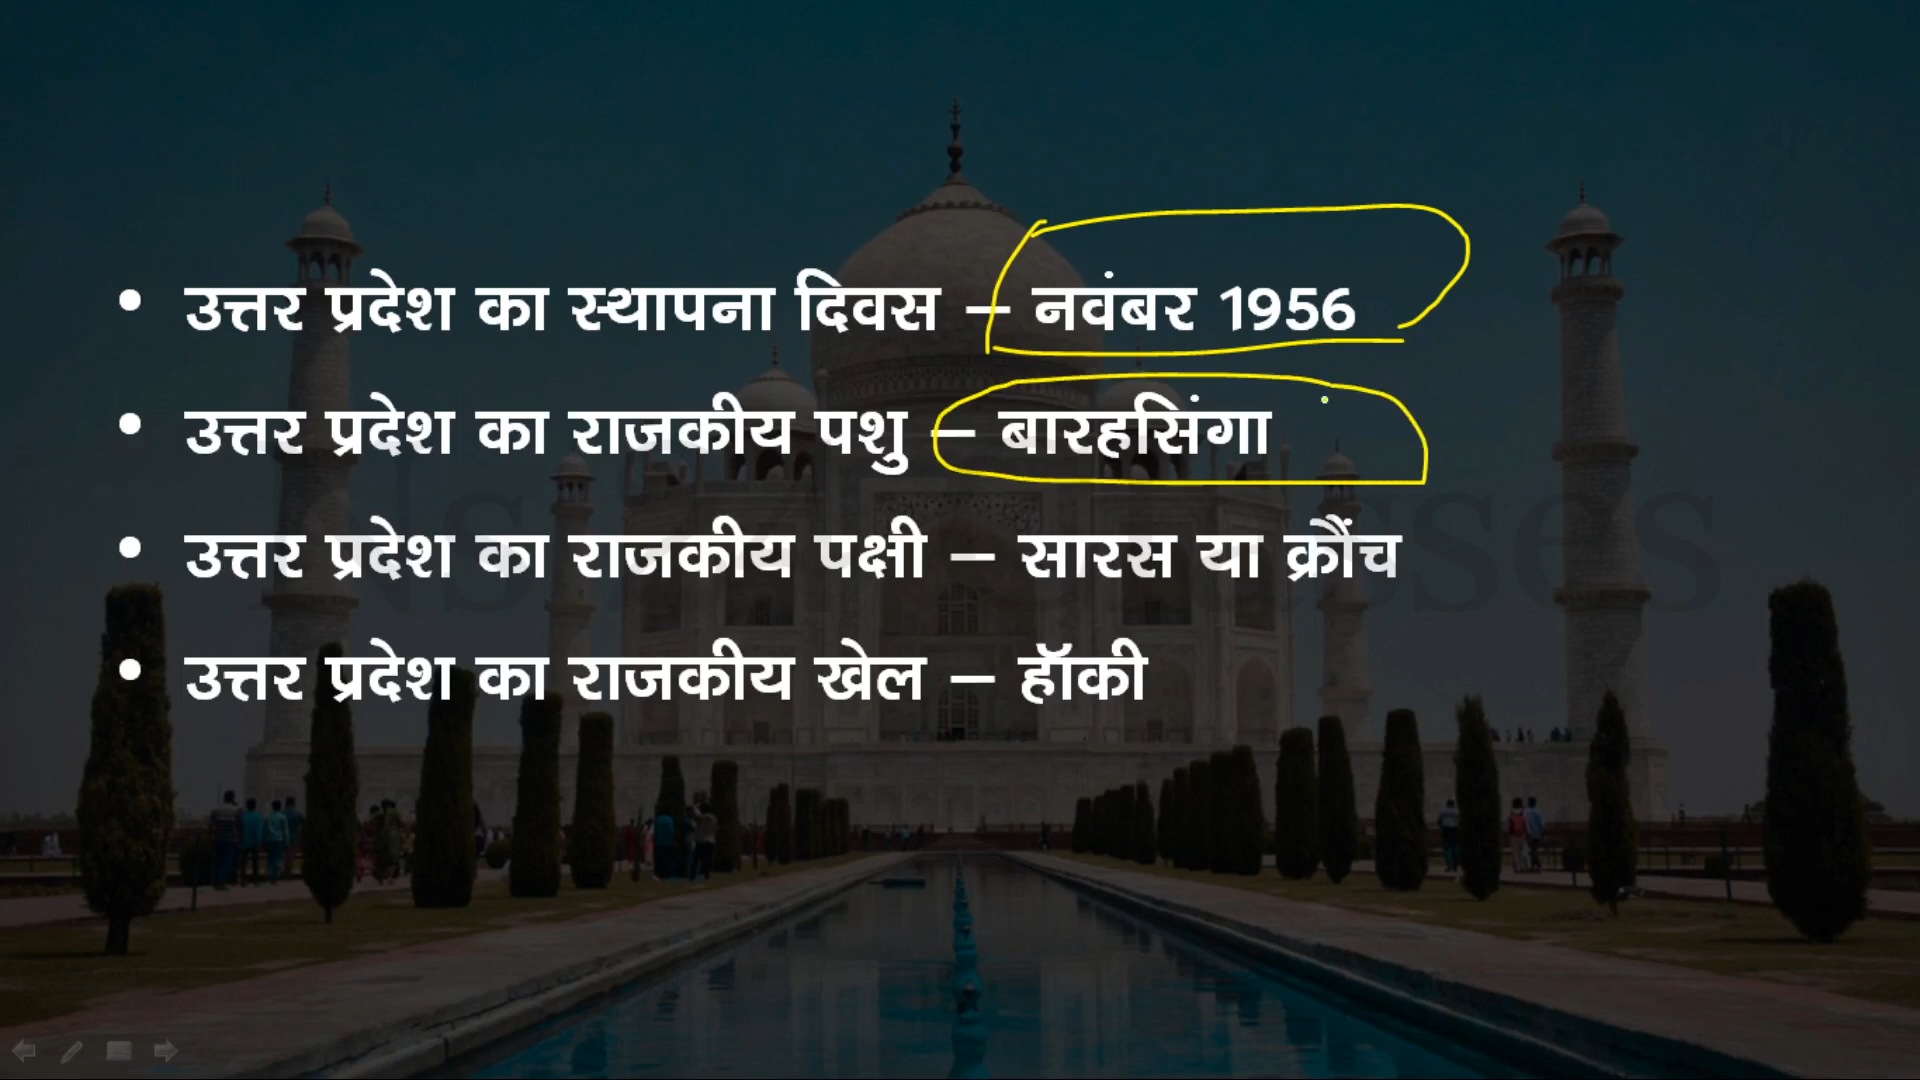 • उत्तर प्रदेश का स्थापना दिवस – नवंबर 1956
• उत्तर प्रदेश का राजकीय पशु – बारहसिंगा
• उत्तर प्रदेश का राजकीय पक्षी – सारस या क्रौंच
• उत्तर प्रदेश का राजकीय खेल – हॉकी